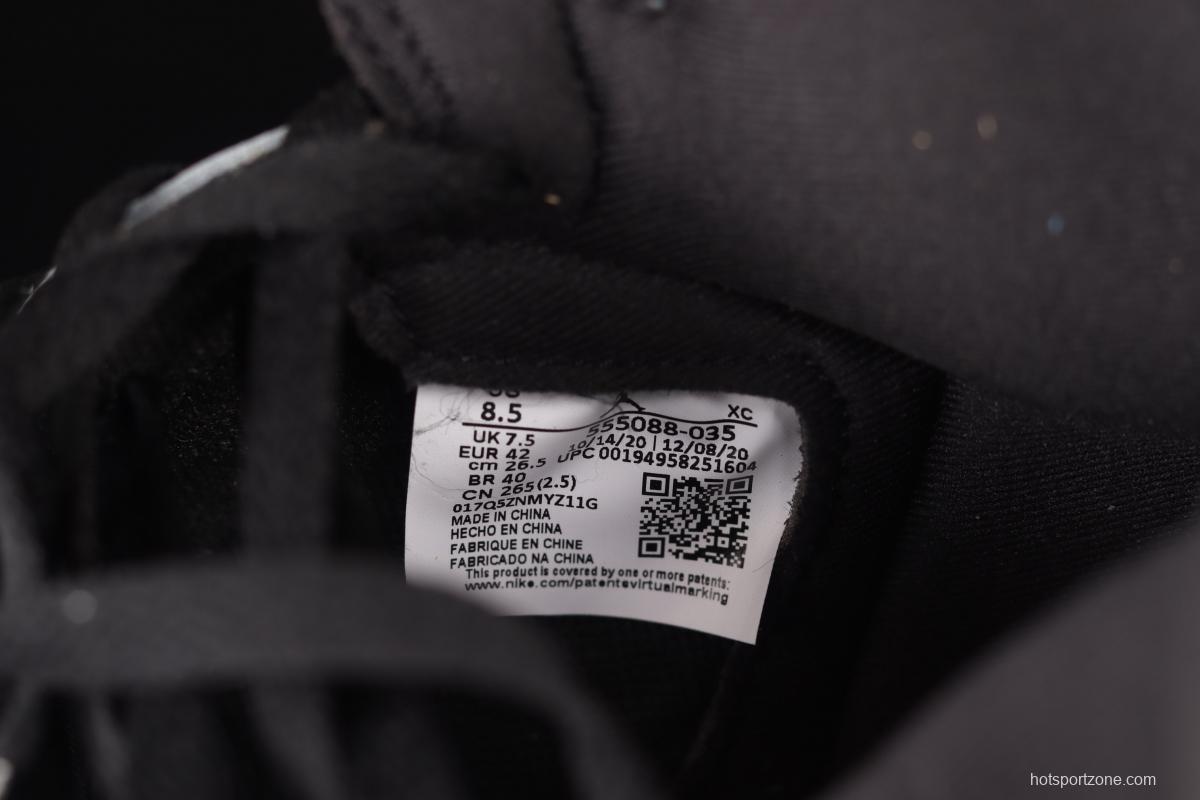 8.5
XC
555088-035
UK 7.5
10/14/20 | 12/08/20
EUR 42
UPC 00194958251604
cm 26.5
BR 40
CN 265(2.5)
017Q5ZNMYZ11G
MADE IN CHINA
HECHO EN CHINA
FABRIQUE EN CHINE
FABRICADO NA CHINA
This product is covered by one or more patents:
www.nike.com/patentsvirtualmarking
hotsportzone.com